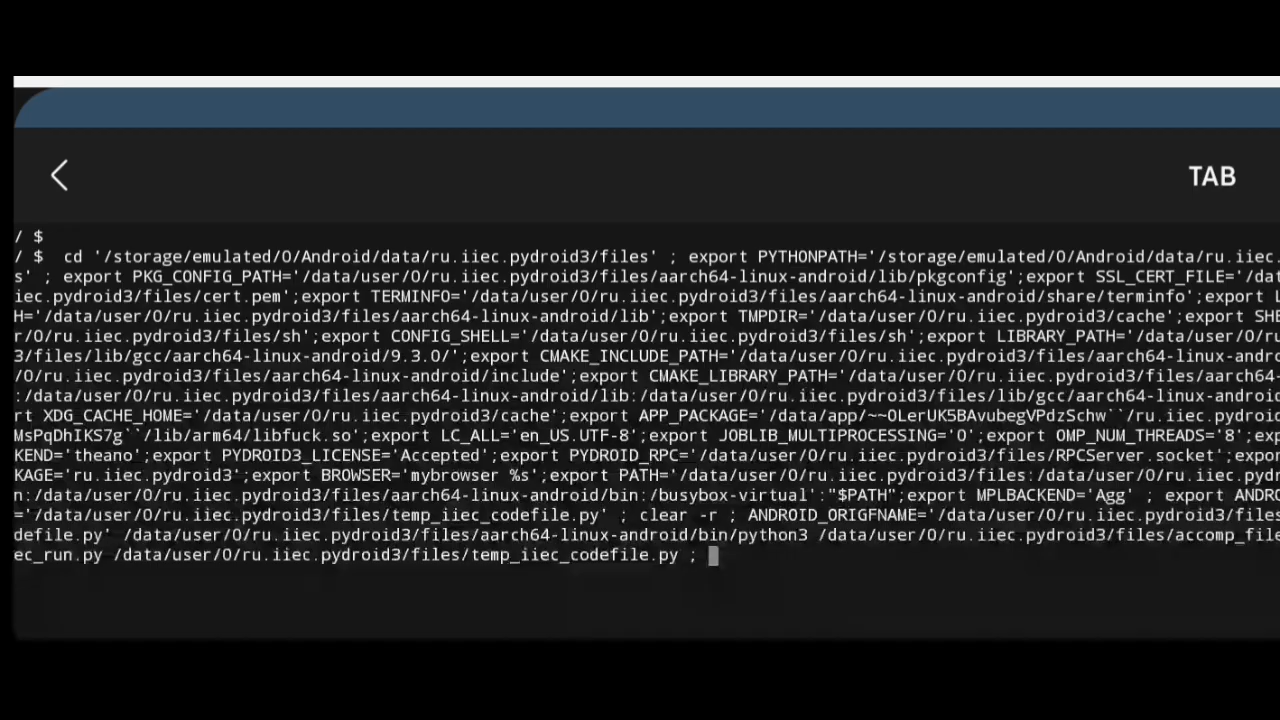 TAB
/ $
/ $  cd '/storage/emulated/0/Android/data/ru.iiec.pydroid3/files' ; export PYTHONPATH='/storage/emulated/0/Android/data/ru.iiec.
s' ; export PKG_CONFIG_PATH='/data/user/0/ru.iiec.pydroid3/files/aarch64-linux-android/lib/pkgconfig';export SSL_CERT_FILE='/dat
iec.pydroid3/files/cert.pem';export TERMINFO='/data/user/0/ru.iiec.pydroid3/files/aarch64-linux-android/share/terminfo';export
H='/data/user/0/ru.iiec.pydroid3/files/aarch64-linux-android/lib';export TMPDIR='/data/user/0/ru.iiec.pydroid3/cache';export SHE
r/0/ru.iiec.pydroid3/files/sh';export CONFIG_SHELL='/data/user/0/ru.iiec.pydroid3/files/sh';export LIBRARY_PATH='/data/user/0/ru
3/files/lib/gcc/aarch64-linux-android/9.3.0/';export CMAKE_INCLUDE_PATH='/data/user/0/ru.iiec.pydroid3/files/aarch64-linux-andro
/0/ru.iiec.pydroid3/files/aarch64-linux-android/include';export CMAKE_LIBRARY_PATH='/data/user/0/ru.iiec.pydroid3/files/aarch64-
:/data/user/0/ru.iiec.pydroid3/files/aarch64-linux-android/lib:/data/user/0/ru.iiec.pydroid3/files/lib/gcc/aarch64-linux-android
rt XDG_CACHE_HOME='/data/user/0/ru.iiec.pydroid3/cache';export APP_PACKAGE='/data/app/~~0LerUK5BAvubegVPdzSchw``/ru.iiec.pydroid
MsPqDhIKS7g``/lib/arm64/libfuck.so';export LC_ALL='en_US.UTF-8';export JOBLIB_MULTIPROCESSING='0';export OMP_NUM_THREADS='8';exp
KEND='theano';export PYDROID3_LICENSE='Accepted';export PYDROID_RPC='/data/user/0/ru.iiec.pydroid3/files/RPCServer.socket';expor
KAGE='ru.iiec.pydroid3';export BROWSER='mybrowser %s';export PATH='/data/user/0/ru.iiec.pydroid3/files:/data/user/0/ru.iiec.pydr
n:/data/user/0/ru.iiec.pydroid3/files/aarch64-linux-android/bin:/busybox-virtual':"$PATH";export MPLBACKEND='Agg' ; export ANDRO
='/data/user/0/ru.iiec.pydroid3/files/temp_iiec_codefile.py' ; clear -r ; ANDROID_ORIGFNAME='/data/user/0/ru.iiec.pydroid3/files
defile.py' /data/user/0/ru.iiec.pydroid3/files/aarch64-linux-android/bin/python3 /data/user/0/ru.iiec.pydroid3/files/accomp_file
ec_run.py /data/user/0/ru.iiec.pydroid3/files/temp_iiec_codefile.py ;